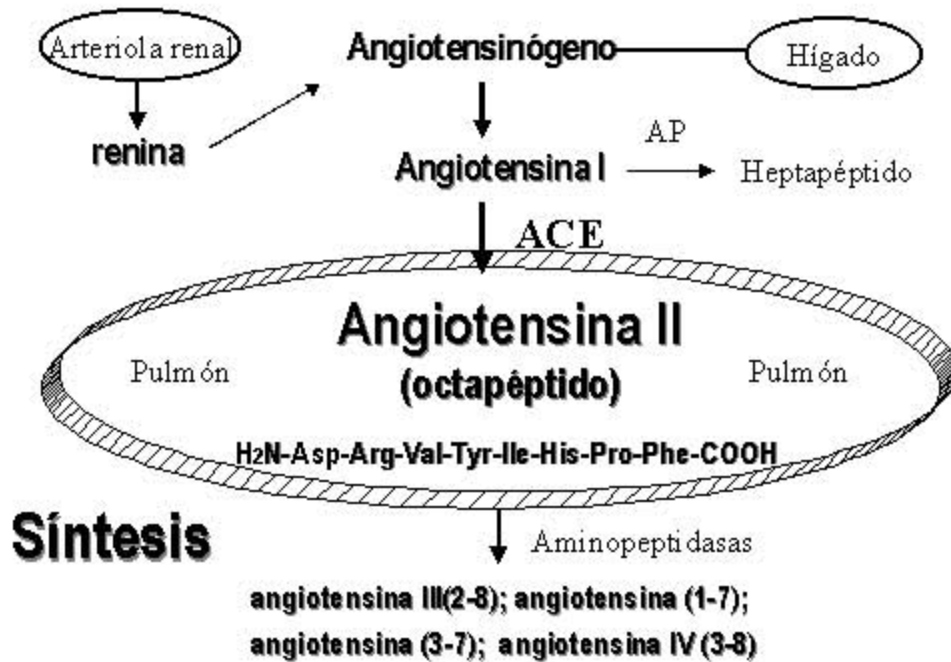 Arteriola renal
Angiotensinógeno
Hígado
renina
AP
Angiotensina I
Heptapéptido
ACE
Angiotensina II
Pulmón
(octapéptido)
Pulmón
H2N-Asp-Arg-Val-Tyr-Ile-His-Pro-Phe-COOH
Síntesis
Aminopeptidasas
angiotensina III(2-8); angiotensina (1-7);
angiotensina (3-7); angiotensina IV (3-8)